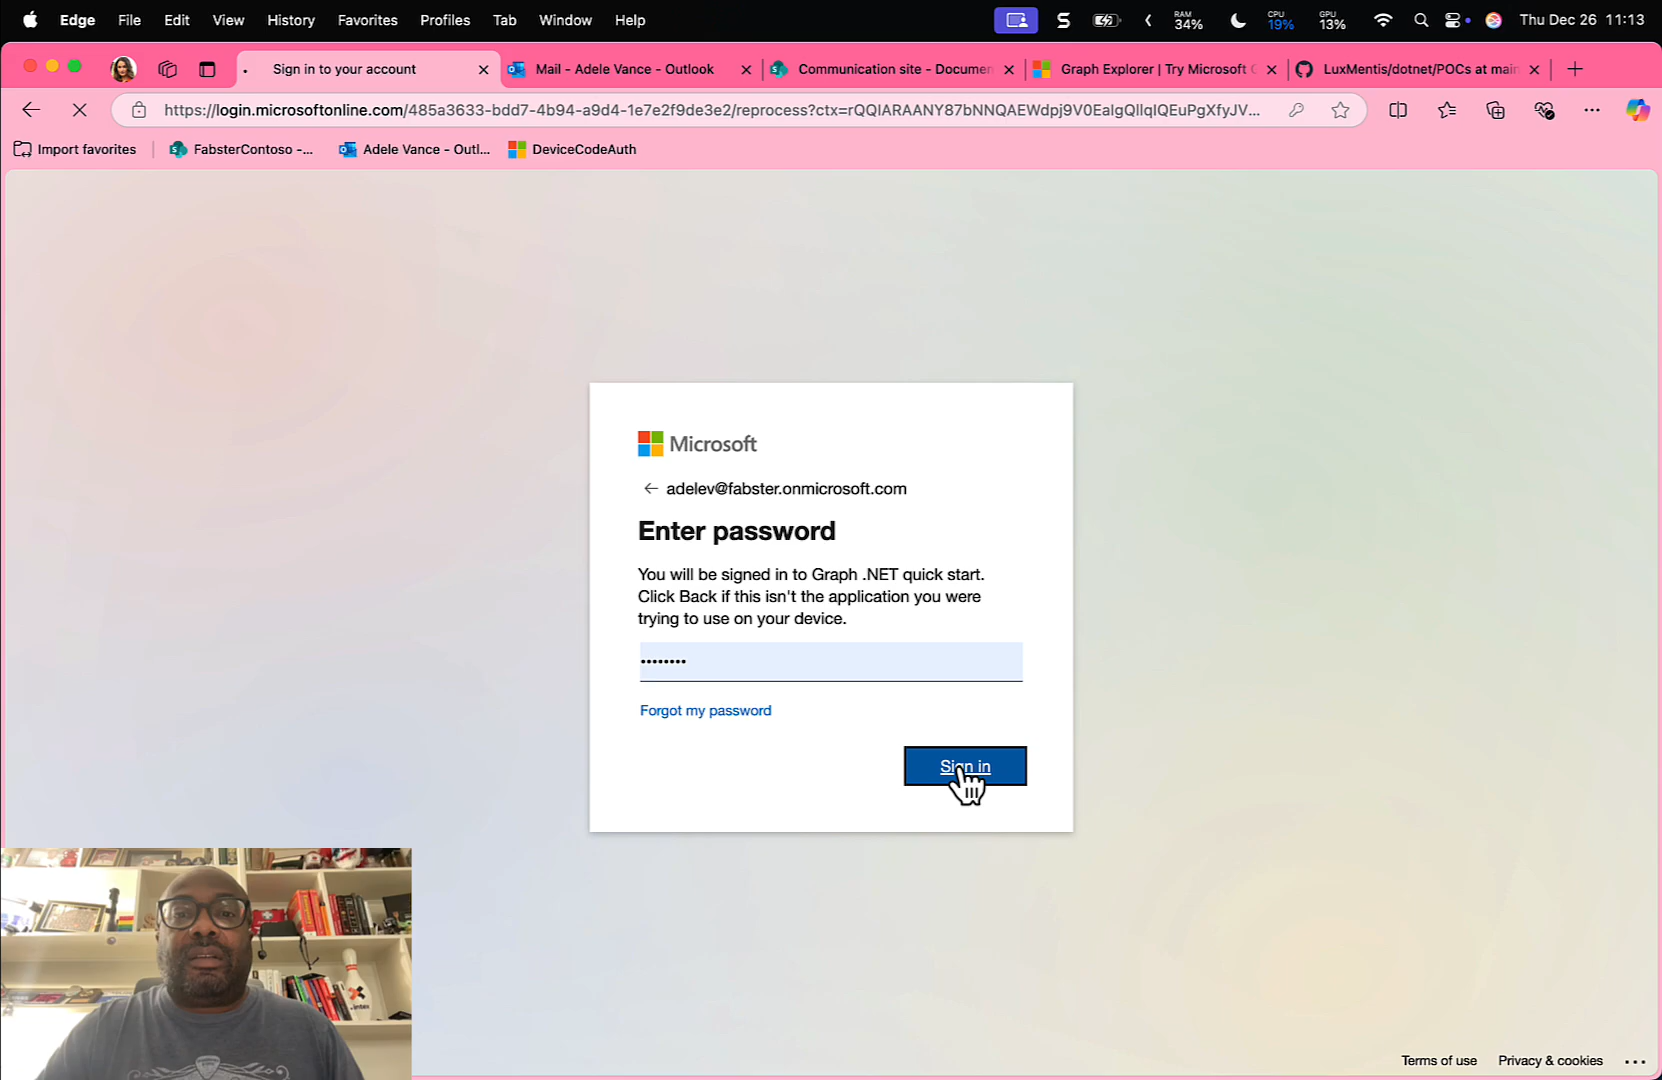 Edge File Edit View History Favorites Profiles Tab Window Help RAM 34% CPU 19% GPU 13% Thu Dec 26 11:13
Sign in to your account Mail - Adele Vance - Outlook Communication site - Documen Graph Explorer | Try Microsoft G LuxMentis/dotnet/POCs at main
https://login.microsoftonline.com/485a3633-bdd7-4b94-a9d4-1e7e2f9de3e2/reprocess?ctx=rQQIARAANY87bNNQAEWdpj9V0EaIgQllqIQEuPgXfyJV...
Import favorites FabsterContoso -... Adele Vance - Outl... DeviceCodeAuth
Microsoft
adelev@fabster.onmicrosoft.com
Enter password
You will be signed in to Graph .NET quick start.
Click Back if this isn't the application you were
trying to use on your device.
Forgot my password
Sign in
Terms of use Privacy & cookies